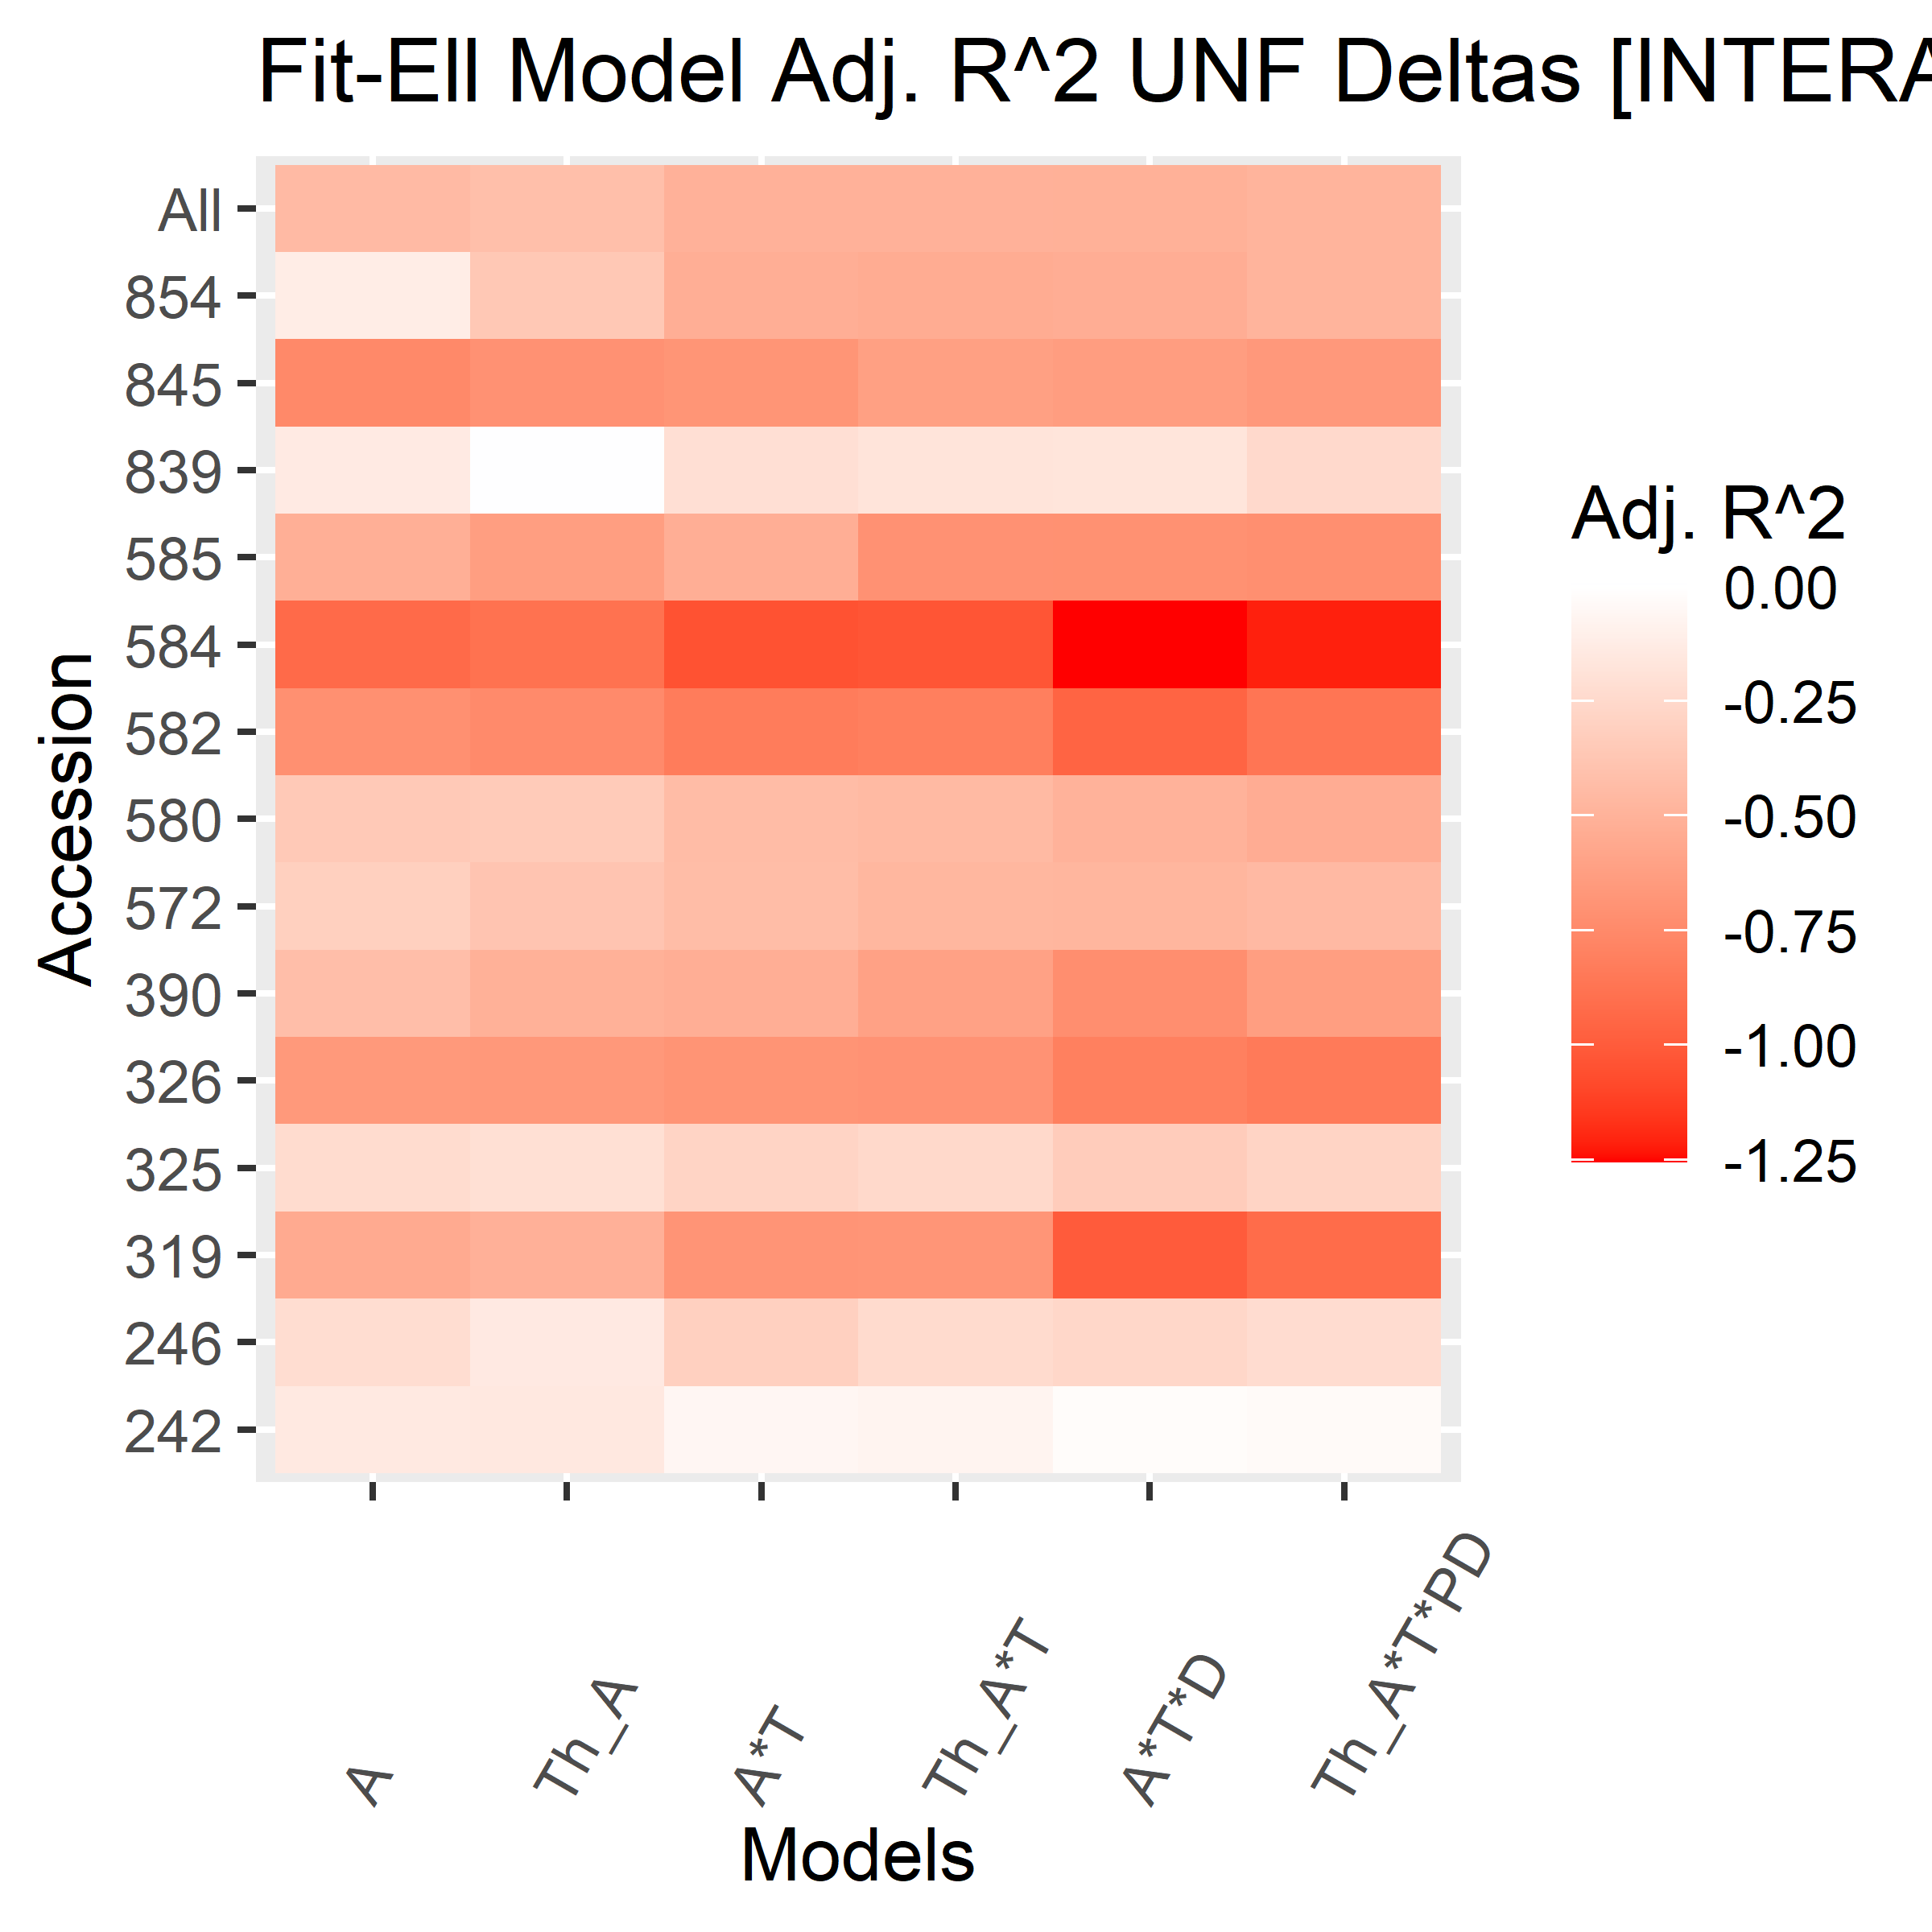 Fit-Ell Model Adj. R^2 UNF Deltas [INTERA
All
854
845
839
585
584
582
580
572
390
326
325
319
246
242
Accession
A
Th_A
A*T
Th_A*T
A*T*D
Th_A*T*PD
Models
Adj. R^2
0.00
-0.25
-0.50
-0.75
-1.00
-1.25